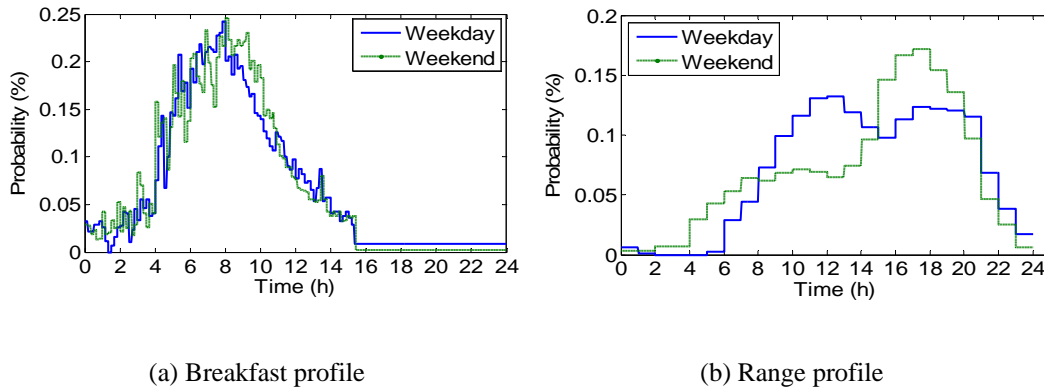 0.25
0.2
0.15
0.1
0.05
0
Probability (%)
Weekday
Weekend
0 2 4 6 8 10 12 14 16 18 20 22 24
Time (h)
(a) Breakfast profile
0.2
0.15
0.1
0.05
0
Probability (%)
Weekday
Weekend
0 2 4 6 8 10 12 14 16 18 20 22 24
Time (h)
(b) Range profile